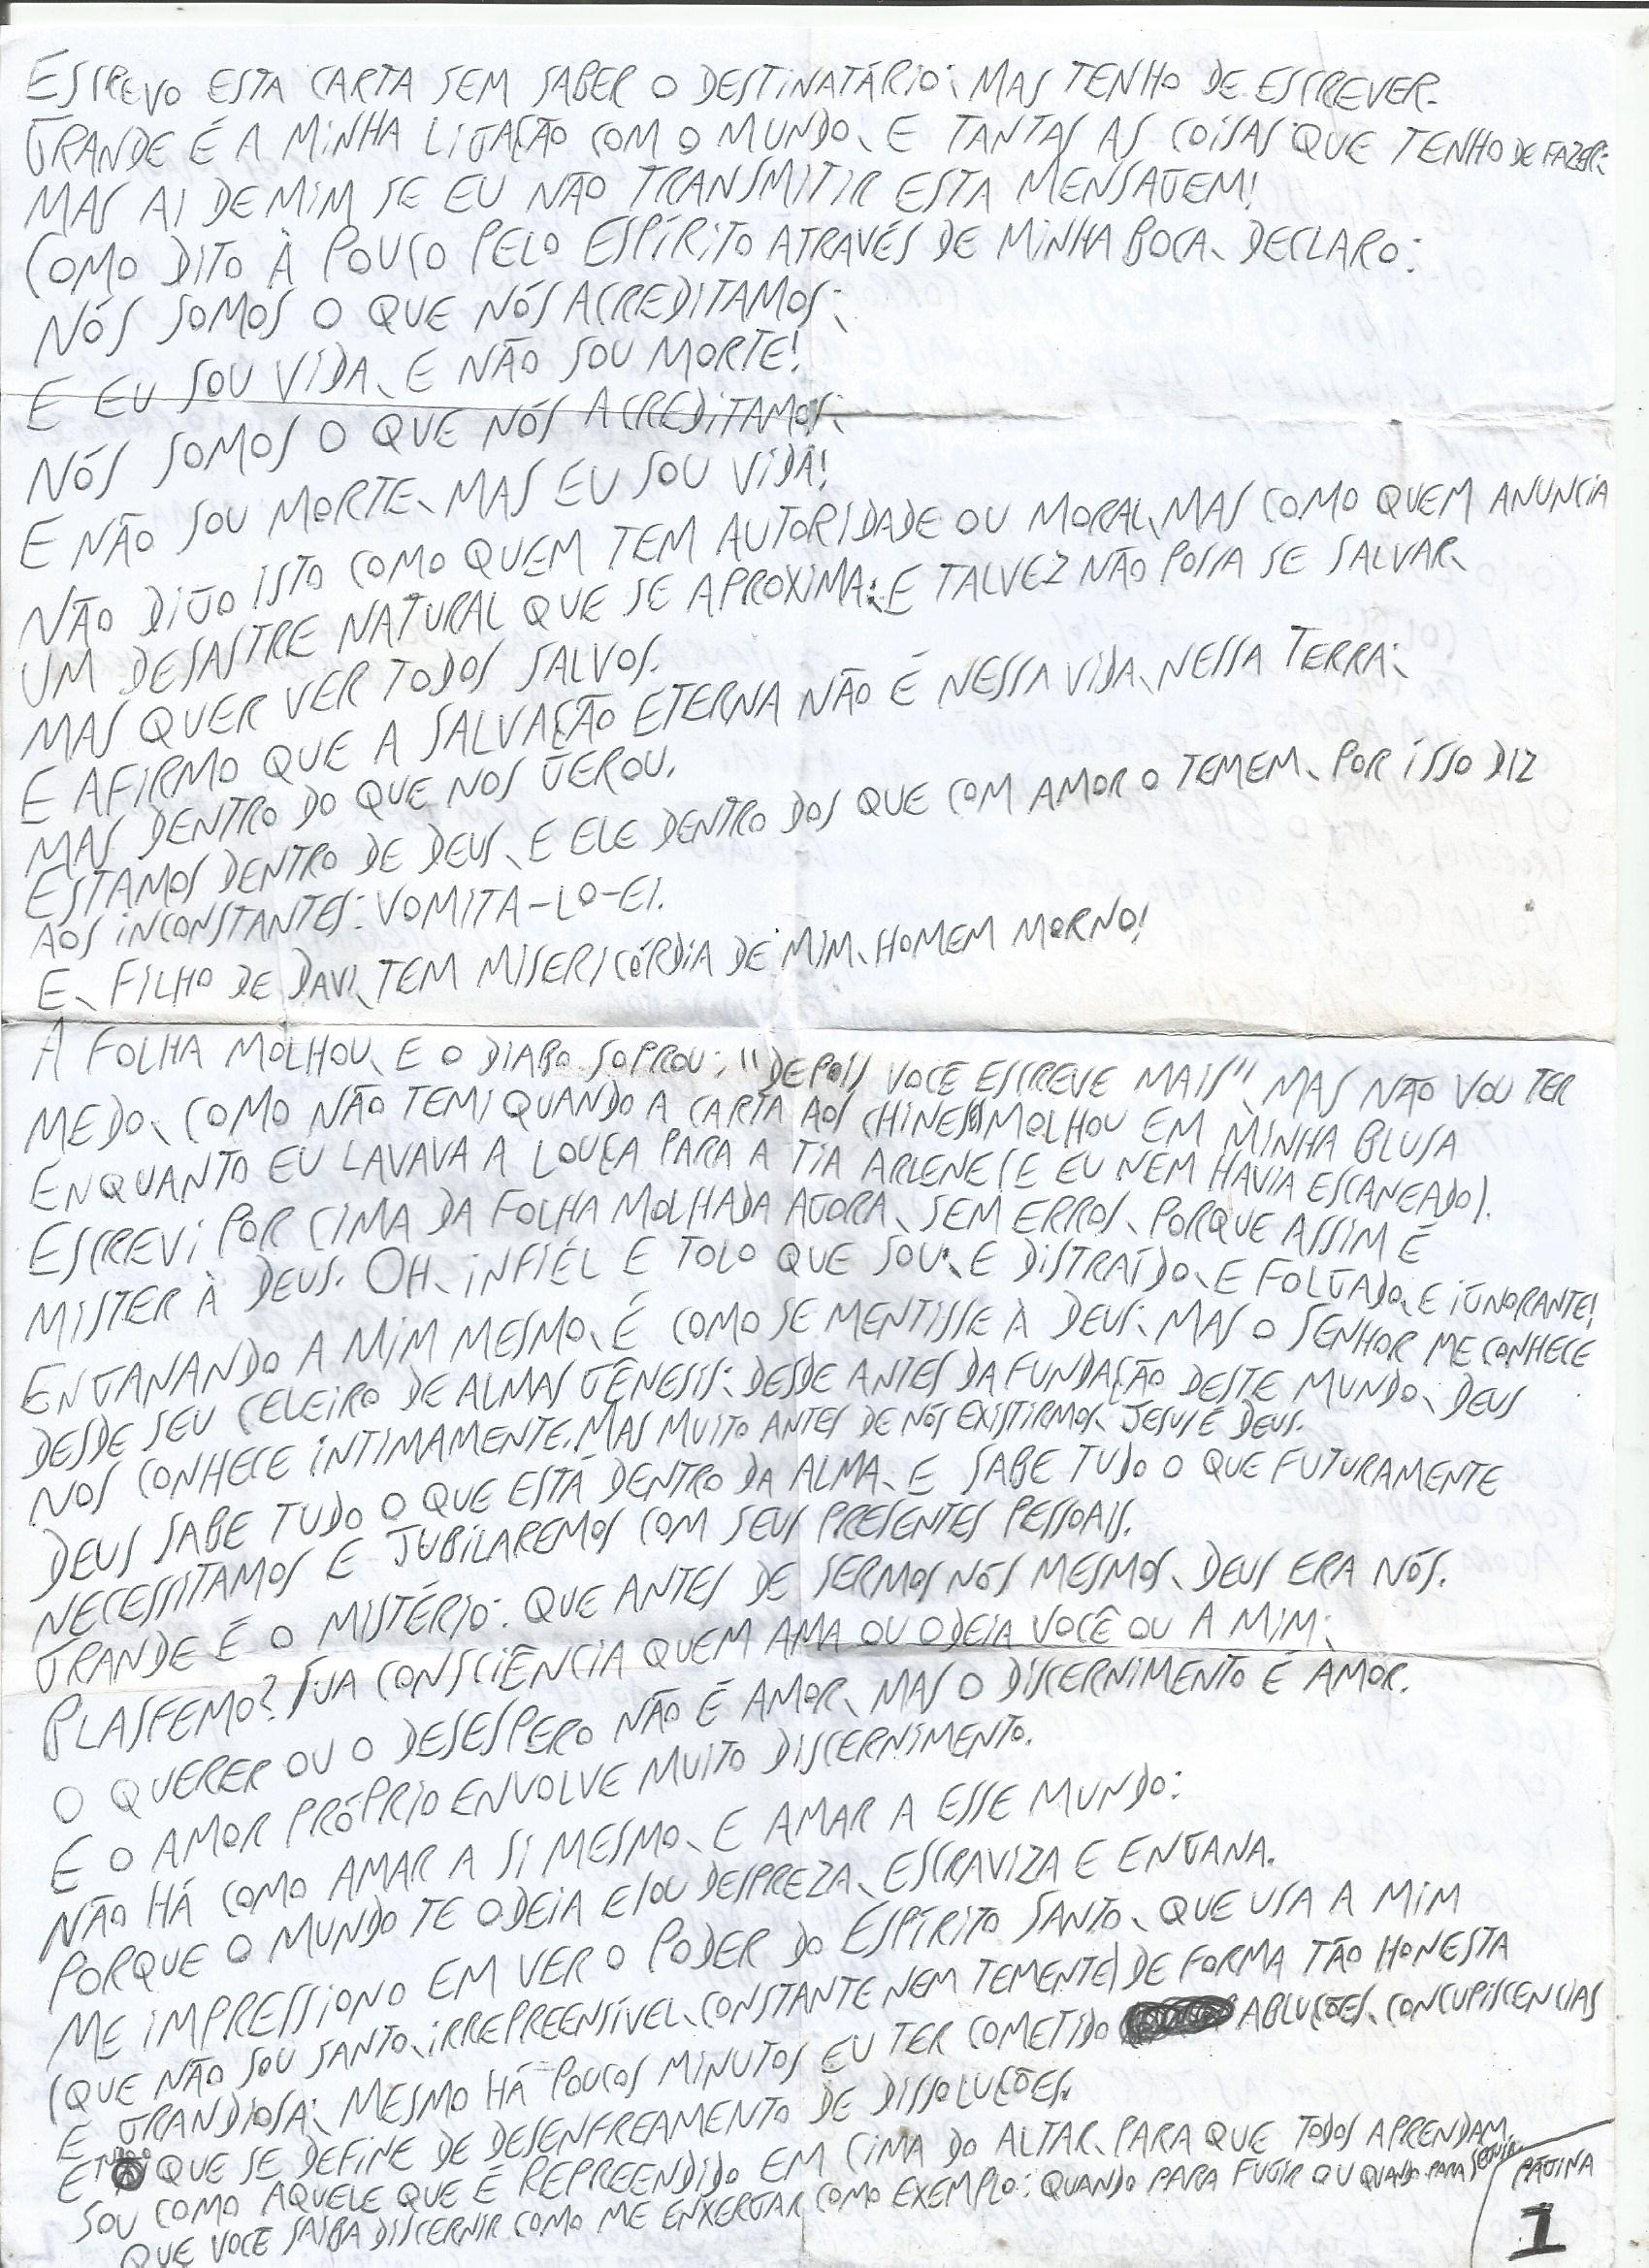 ESCREVO ESTA CARTA SEM SABER O DESTINATÁRIO; MAS TENHO DE ESCREVER.
GRANDE É A MINHA LIGAÇÃO COM O MUNDO, E TANTAS AS COISAS QUE TENHO DE FAZER;
MAS AI DE MIM SE EU NÃO TRANSMITIR ESTA MENSAGEM!
COMO DITO À POUCO PELO ESPÍRITO ATRAVÉS DE MINHA BOCA, DECLARO:
NÓS SOMOS O QUE NÓS ACREDITAMOS;
E EU SOU VIDA, E NÃO SOU MORTE!
NÓS SOMOS O QUE NÓS ACREDITAMOS;
E NÃO SOU MORTE, MAS EU SOU VIDA!
NÃO DIGO ISTO COMO QUEM TEM AUTORIDADE OU MORAL, MAS COMO QUEM ANUNCIA
UM DESASTRE NATURAL QUE SE APROXIMA; E TALVEZ NÃO POSSA SE SALVAR,
MAS QUER VER TODOS SALVOS.
E AFIRMO QUE A SALVAÇÃO ETERNA NÃO É NESSA VIDA, NESSA TERRA;
MAS DENTRO DO QUE NOS GEROU.
ESTAMOS DENTRO DE DEUS, E ELE DENTRO DOS QUE COM AMOR O TEMEM, POR ISSO DIZ
AOS INCONSTANTES: VOMITA-LO-EI.
E, FILHO DE DAVI, TEM MISERICÓRDIA DE MIM, HOMEM MORNO!
A FOLHA MOLHOU, E O DIABO SOPROU: "DEPOIS VOCÊ ESCREVE MAIS", MAS NÃO VOU TER
MEDO, COMO NÃO TEMI QUANDO A CARTA AOS CHINESES MOLHOU EM MINHA BLUSA
ENQUANTO EU LAVAVA A LOUÇA PARA A TIA ARLENE (E EU NEM HAVIA ESCANEADO).
ESCREVI POR CIMA DA FOLHA MOLHADA AGORA, SEM ERROS, PORQUE ASSIM É
MISTER À DEUS. OH, INFIÉL E TOLO QUE SOU, E DISTRAÍDO, E FOLGADO, E IGNORANTE!
ENGANANDO A MIM MESMO, É COMO SE MENTISSE À DEUS; MAS O SENHOR ME CONHECE
DESDE SEU CELEIRO DE ALMAS GÊNESIS; DESDE ANTES DA FUNDAÇÃO DESTE MUNDO, DEUS
NOS CONHECE INTIMAMENTE. MAS MUITO ANTES DE NÓS EXISTIRMOS, JESUS É DEUS.
DEUS SABE TUDO O QUE ESTÁ DENTRO DA ALMA, E SABE TUDO O QUE FUTURAMENTE
NECESSITAMOS E JUBILAREMOS COM SEUS PRESENTES PESSOAIS.
GRANDE É O MISTÉRIO: QUE ANTES DE SERMOS NÓS MESMOS, DEUS ERA NÓS.
BLASFEMO? SUA CONSCIÊNCIA QUEM AMA OU ODEIA VOCÊ OU A MIM;
O QUERER OU O DESESPERO NÃO É AMOR, MAS O DISCERNIMENTO É AMOR.
E O AMOR PRÓPRIO ENVOLVE MUITO DISCERNIMENTO.
NÃO HÁ COMO AMAR A SI MESMO, E AMAR A ESSE MUNDO;
PORQUE O MUNDO TE ODEIA E/OU DESPREZA, ESCRAVIZA E ENGANA.
ME IMPRESSIONO EM VER O PODER DO ESPÍRITO SANTO, QUE USA A MIM
(QUE NÃO SOU SANTO, IRREPREENSÍVEL, CONSTANTE NEM TEMENTE) DE FORMA TÃO HONESTA
E GRANDIOSA; MESMO HÁ POUCOS MINUTOS EU TER COMETIDO ABLUÇÕES, CONCUPISCENCIAS
E QUE SE DEFINE DE DESENFREAMENTO DE DISSOLUÇÕES.
SOU COMO AQUELE QUE É REPREENDIDO EM CIMA DO ALTAR, PARA QUE TODOS APRENDAM,
QUE VOCE SAIBA DISCERNIR COMO ME ENXERGAR COMO EXEMPLO: QUANDO PARA FUGIR OU QUANDO PARA SEGUIR.
PÁGINA
1